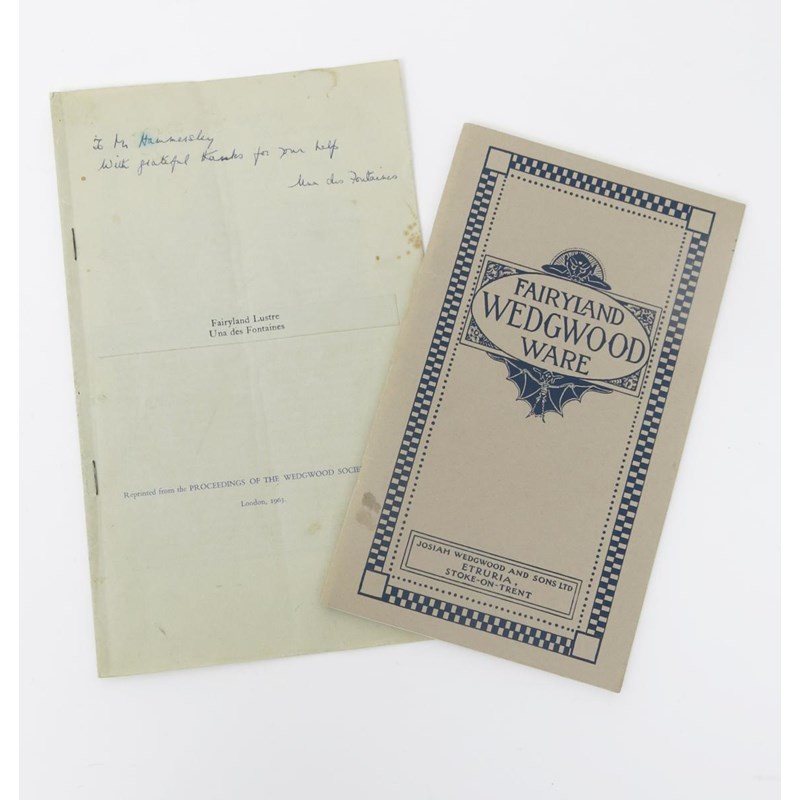 To Mr Hammersley
With grateful thanks for your help
Una des Fontaines
Fairyland Lustre
Una des Fontaines
Reprinted from the PROCEEDINGS OF THE WEDGWOOD SOCIE
London, 1963
FAIRYLAND
WEDGWOOD
WARE
JOSIAH WEDGWOOD AND SONS LTD
ETRURIA,
STOKE-ON-TRENT